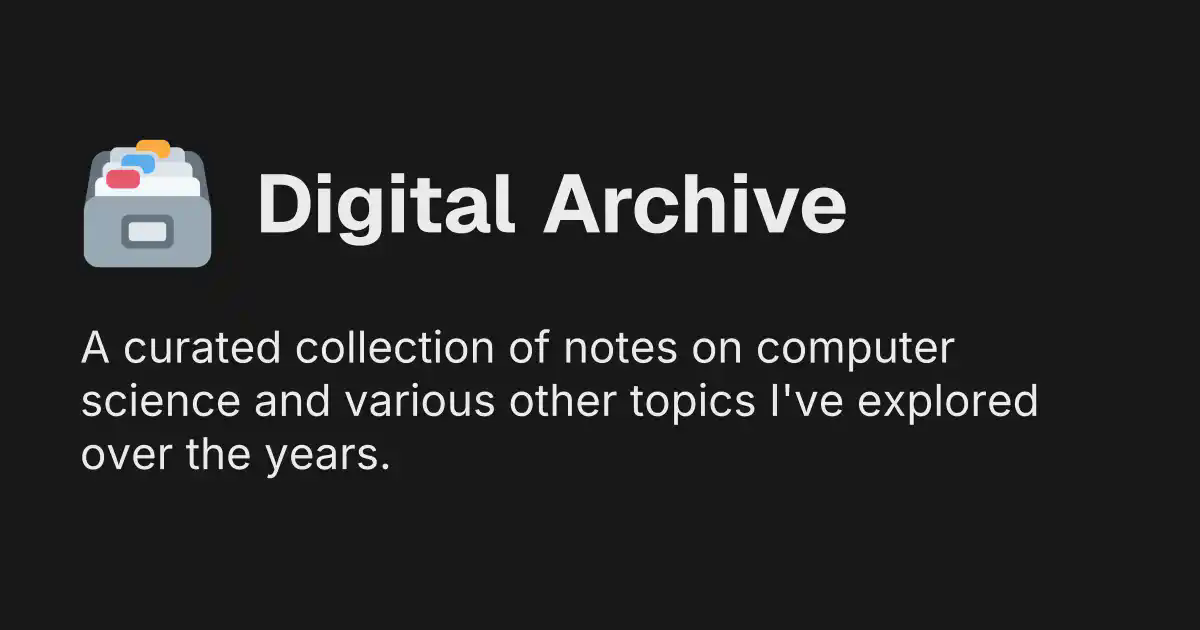 Digital Archive
A curated collection of notes on computer
science and various other topics I've explored
over the years.